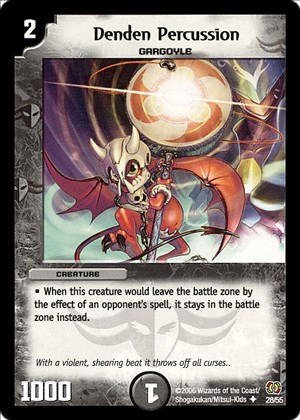 2
Denden Percussion
GARGOYLE
CREATURE
▪ When this creature would leave the battle zone by
the effect of an opponent's spell, it stays in the battle
zone instead.
With a violent, shearing beat it throws off all curses..
1000
1
©2006 Wizards of the Coast/
Shogakukan/Mitsui-Kids ♦
28/55